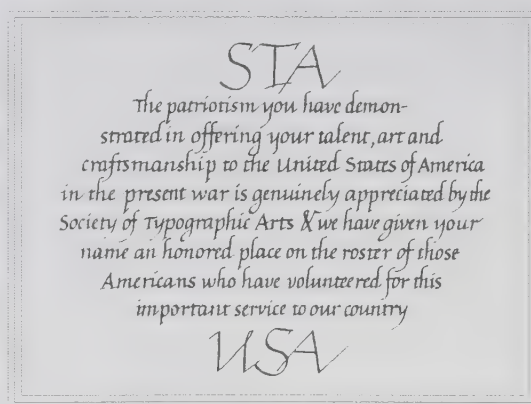 STA
The patriotism you have demon-
strated in offering your talent, art and
craftsmanship to the United States of America
in the present war is genuinely appreciated by the
Society of Typographic Arts & we have given your
name an honored place on the roster of those
Americans who have volunteered for this
important service to our country
USA